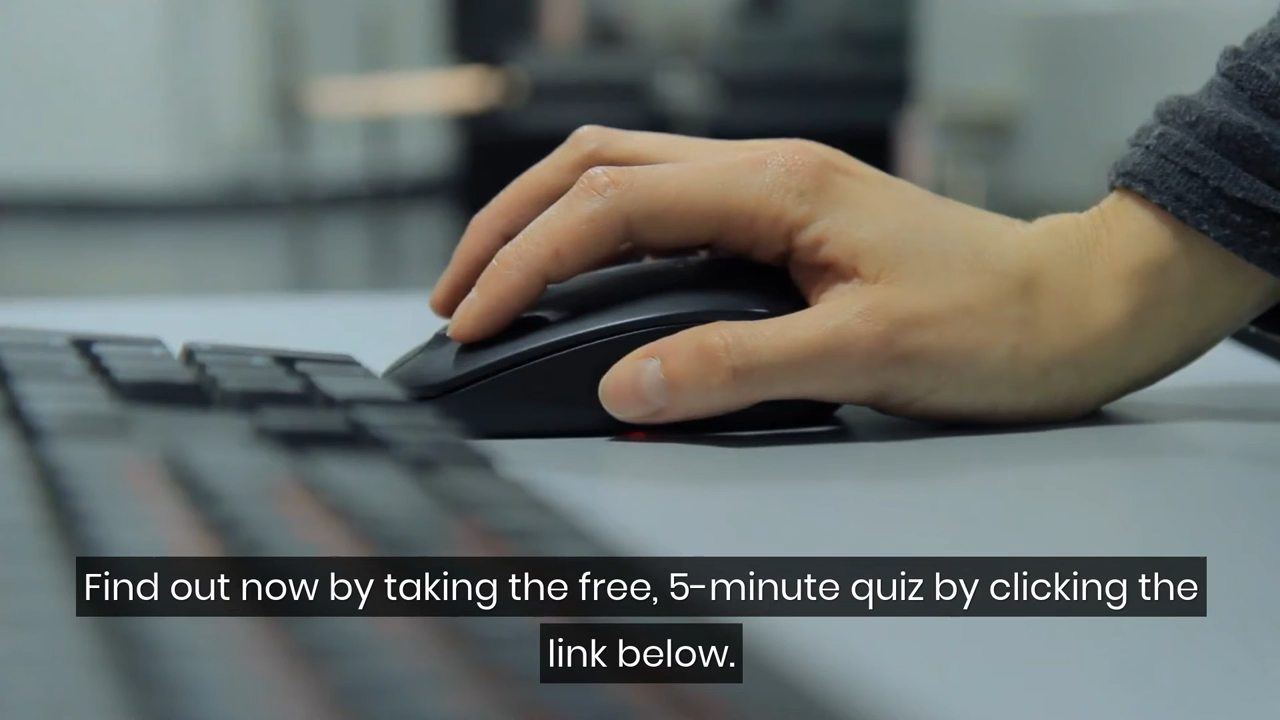 Find out now by taking the free, 5-minute quiz by clicking the
link below.